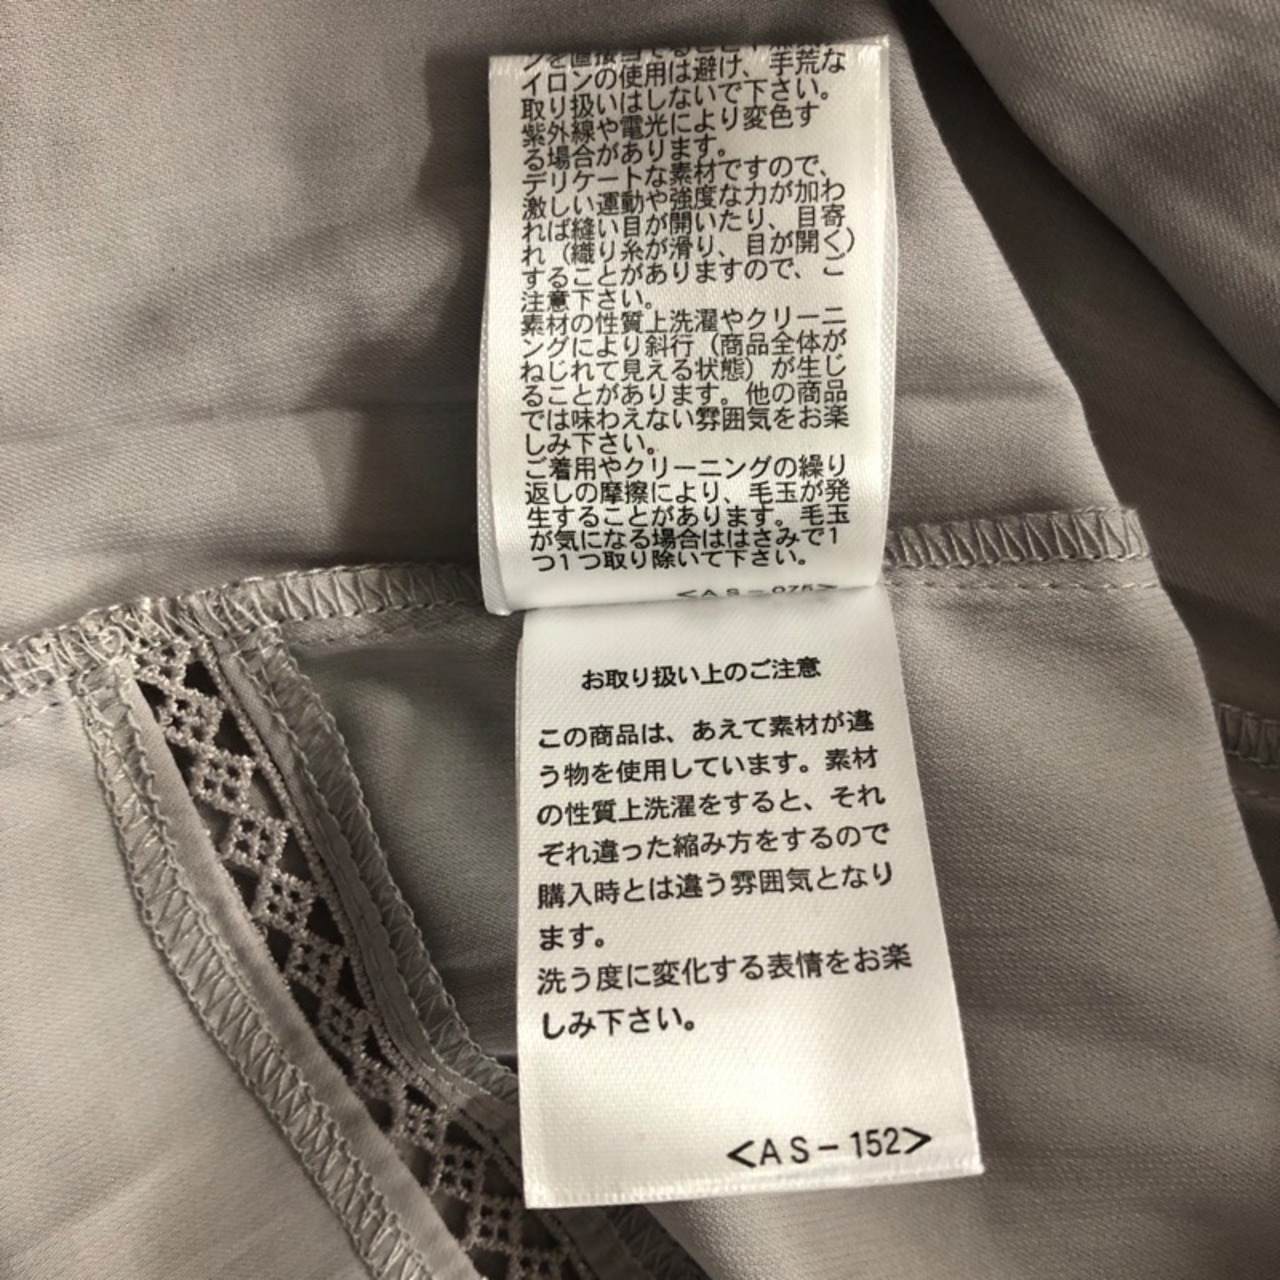 イロンの使用は避け、手荒な
取り扱いはしないで下さい。
紫外線や電光により変色す
る場合があります。
デリケートな素材ですので、
激しい運動や強度な力が加わ
れば縫い目が開いたり、目寄
れ（織り糸が滑り、目が開く）
することがありますので、ご
注意下さい。
素材の性質上洗濯やクリーニ
ングにより斜行（商品全体が
ねじれて見える状態）が生じ
ることがあります。他の商品
では味わえない雰囲気をお楽
しみ下さい。
ご着用やクリーニングの繰り
返しの摩擦により、毛玉が発
生することがあります。毛玉
が気になる場合ははさみで1
つ1つ取り除いて下さい。
<AS-075>
お取り扱い上のご注意
この商品は、あえて素材が違
う物を使用しています。素材
の性質上洗濯をすると、それ
ぞれ違った縮み方をするので
購入時とは違う雰囲気となり
ます。
洗う度に変化する表情をお楽
しみ下さい。
<AS-152>